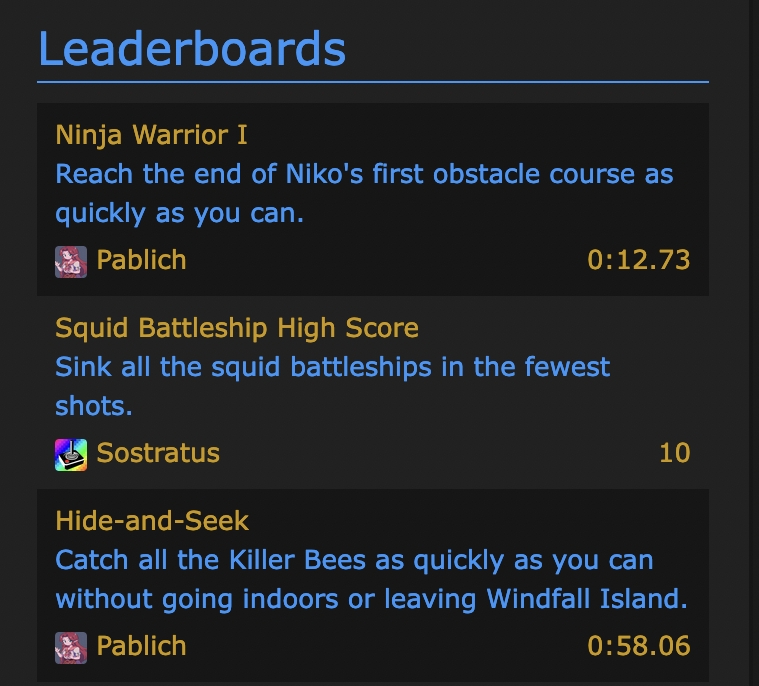 Leaderboards
Ninja Warrior I
Reach the end of Niko's first obstacle course as
quickly as you can.
Pablich 0:12.73
Squid Battleship High Score
Sink all the squid battleships in the fewest
shots.
Sostratus 10
Hide-and-Seek
Catch all the Killer Bees as quickly as you can
without going indoors or leaving Windfall Island.
Pablich 0:58.06